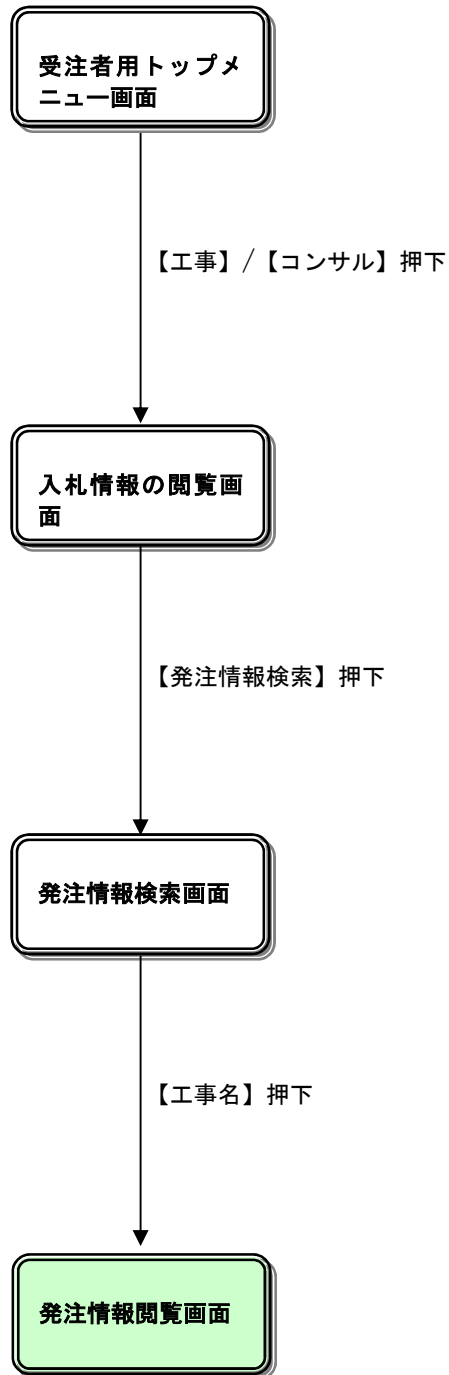 受注者用トップメ
ニュー画面
【工事】/【コンサル】押下
入札情報の閲覧画
面
【発注情報検索】押下
発注情報検索画面
【工事名】押下
発注情報閲覧画面